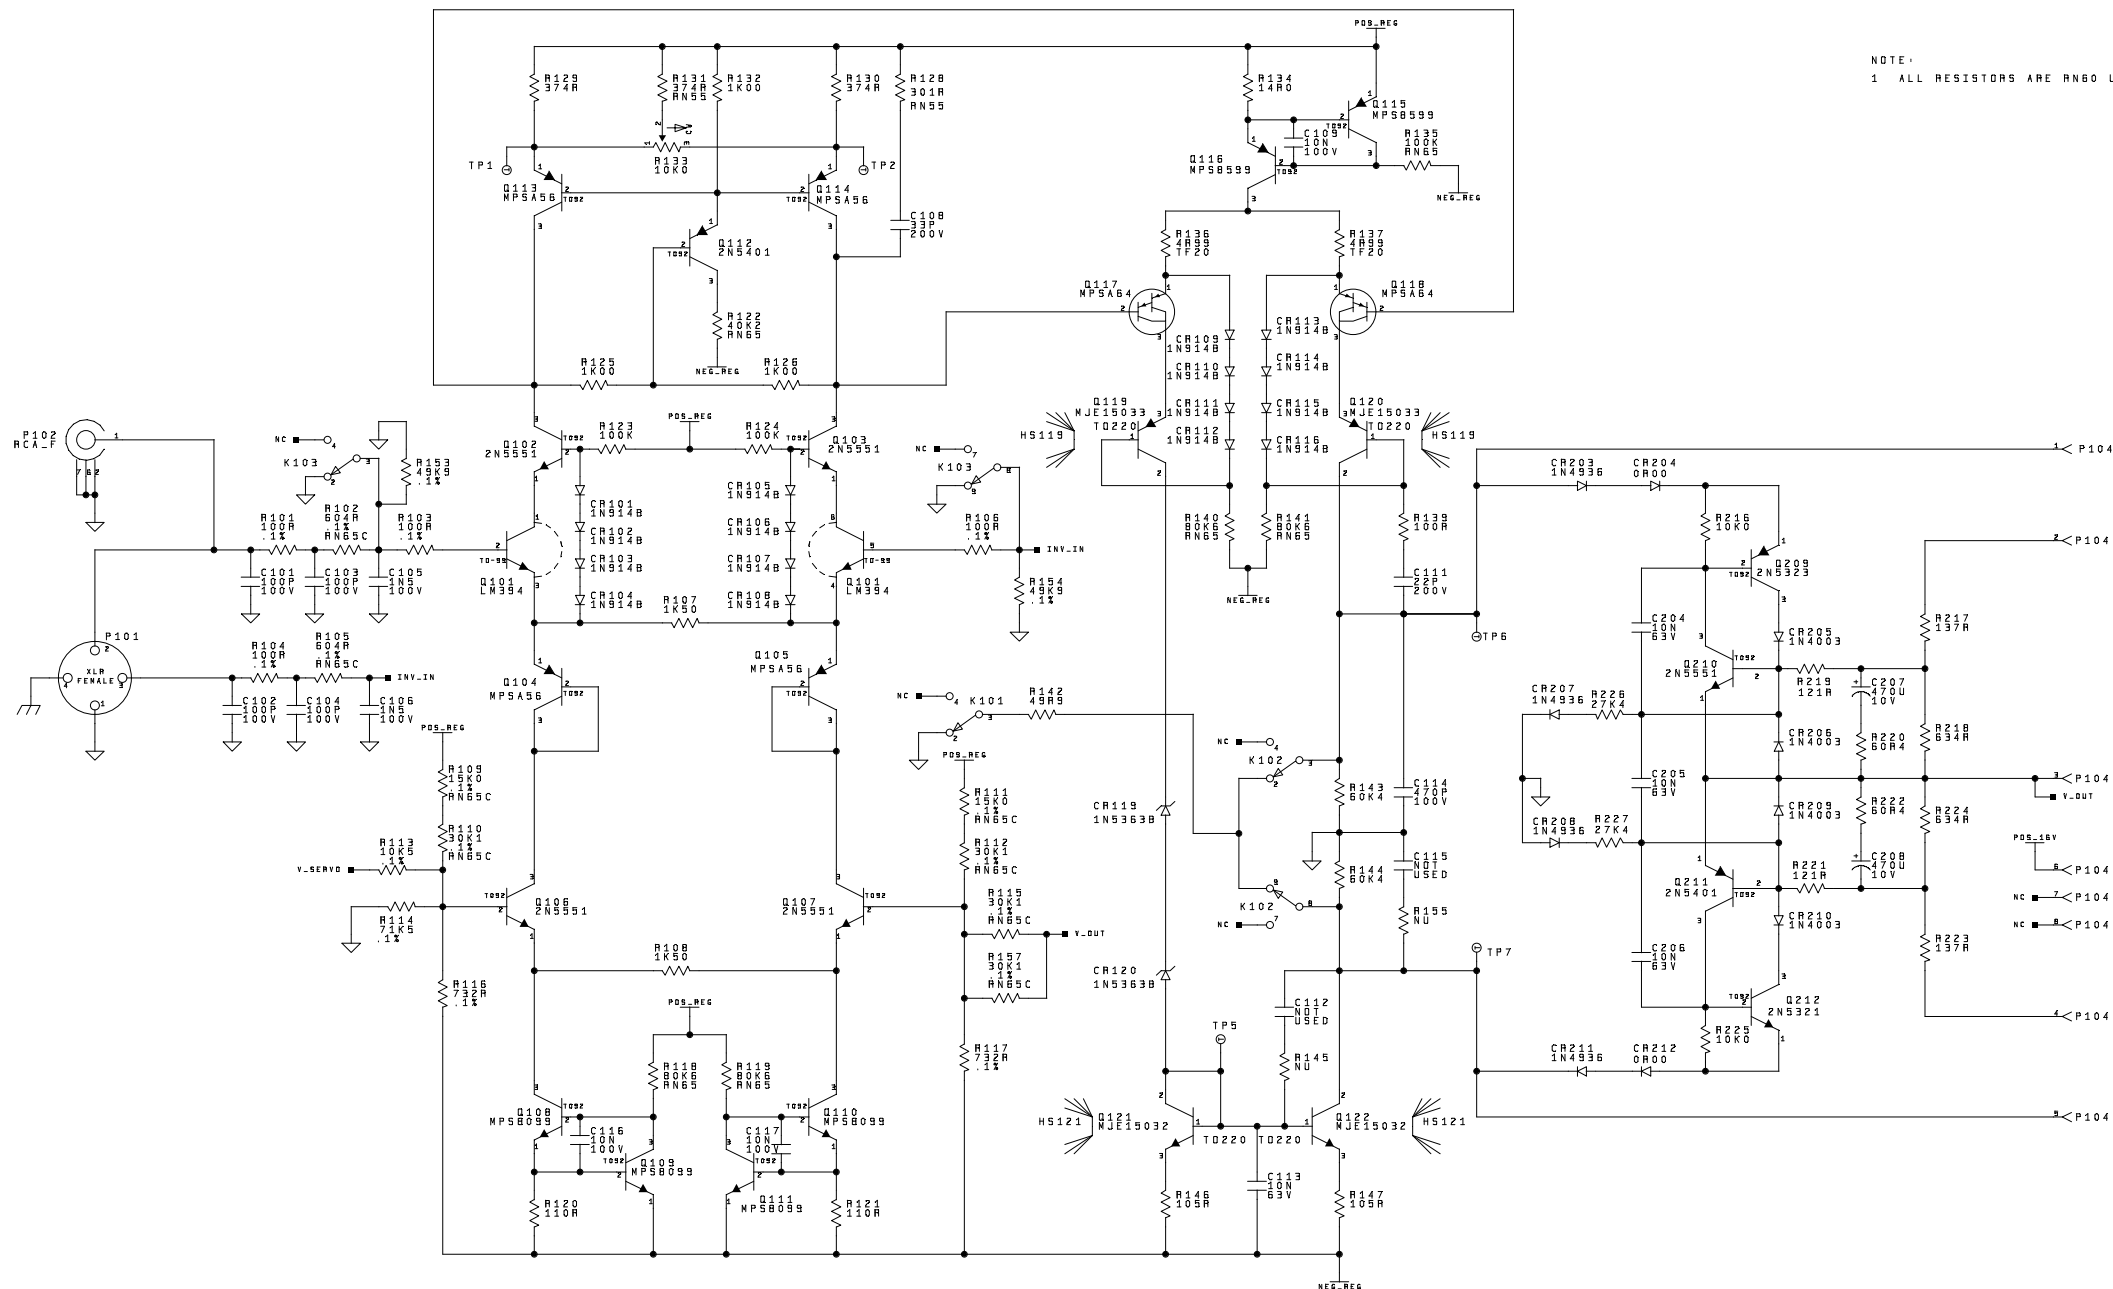 POS_REG
NOTE:
1 ALL RESISTORS ARE RN60 U
R129
374R
R131
374R
RN55
R132
1K00
R130
374R
R128
301R
RN55
R134
14R0
Q115
MPS8599
C109
10N
100V
R135
100K
RN65
NEG_REG
Q116
MPS8599
TP1
R133
10K0
TP2
Q113
MPSA56
Q114
MPSA56
C108
33P
200V
Q112
2N5401
R136
4R99
TF20
R137
4R99
TF20
Q117
MPSA64
Q118
MPSA64
R122
40K2
RN65
NEG_REG
CR109
1N914B
CR110
1N914B
CR111
1N914B
CR112
1N914B
CR113
1N914B
CR114
1N914B
CR115
1N914B
CR116
1N914B
R125
1K00
R126
1K00
Q119
MJE15033
TO220
Q120
MJE15033
TO220
HS119
HS119
P102
RCA_F
NC
K103
R153
49K9
.1%
Q102
2N5551
R123
100K
POS_REG
R124
100K
Q103
2N5551
NC
K103
P104
CR203
1N4936
CR204
0R00
R101
100R
.1%
R102
604R
.1%
RN65C
R103
100R
.1%
CR101
1N914B
CR102
1N914B
CR103
1N914B
CR104
1N914B
CR105
1N914B
CR106
1N914B
CR107
1N914B
CR108
1N914B
R106
100R
.1%
INV_IN
R140
80K6
RN65
R141
80K6
RN65
R139
100R
R216
10K0
P104
C101
100P
100V
C103
100P
100V
C105
1N5
100V
Q101
LM394
TO-99
Q101
LM394
TO-99
R154
49K9
.1%
NEG_REG
C111
22P
200V
Q209
2N5323
R107
1K50
P101
XLR
FEMALE
R104
100R
.1%
R105
604R
.1%
RN65C
INV_IN
C102
100P
100V
C104
100P
100V
C106
1N5
100V
Q104
MPSA56
Q105
MPSA56
TP6
C204
10N
63V
CR205
1N4003
R217
137R
Q210
2N5551
R219
121R
C207
470U
10V
NC
K101
R142
49R9
CR207
1N4936
R226
27K4
CR206
1N4003
R220
60R4
R218
634R
POS_REG
R109
15K0
.1%
RN65C
R110
30K1
.1%
RN65C
POS_REG
R111
15K0
.1%
RN65C
R112
30K1
.1%
RN65C
NC
K102
R143
60K4
C114
470P
100V
C205
10N
63V
P104
V_OUT
CR119
1N5363B
CR208
1N4936
R227
27K4
CR209
1N4003
R222
60R4
R224
634R
POS_16V
P104
R113
10K5
.1%
V_SERVO
R144
60K4
C115
NOT
USED
Q211
2N5401
R221
121R
C208
470U
10V
NC
P104
NC
P104
R114
71K5
.1%
Q106
2N5551
Q107
2N5551
R115
30K1
.1%
RN65C
V_OUT
K102
NC
R155
NU
CR210
1N4003
R108
1K50
R157
30K1
.1%
RN65C
CR120
1N5363B
TP7
C206
10N
63V
R223
137R
R116
732R
.1%
POS_REG
C112
NOT
USED
Q212
2N5321
P104
R118
80K6
RN65
R119
80K6
RN65
R117
732R
.1%
TP5
R145
NU
R225
10K0
CR211
1N4936
CR212
0R00
Q108
MPS8099
Q110
MPS8099
HS121
Q121
MJE15032
TO220
TO220
Q122
MJE15032
HS121
P104
C116
10N
100V
C117
10N
100V
Q109
MPS8099
Q111
MPS8099
R120
110R
R121
110R
R146
105R
C113
10N
63V
R147
105R
NEG_REG